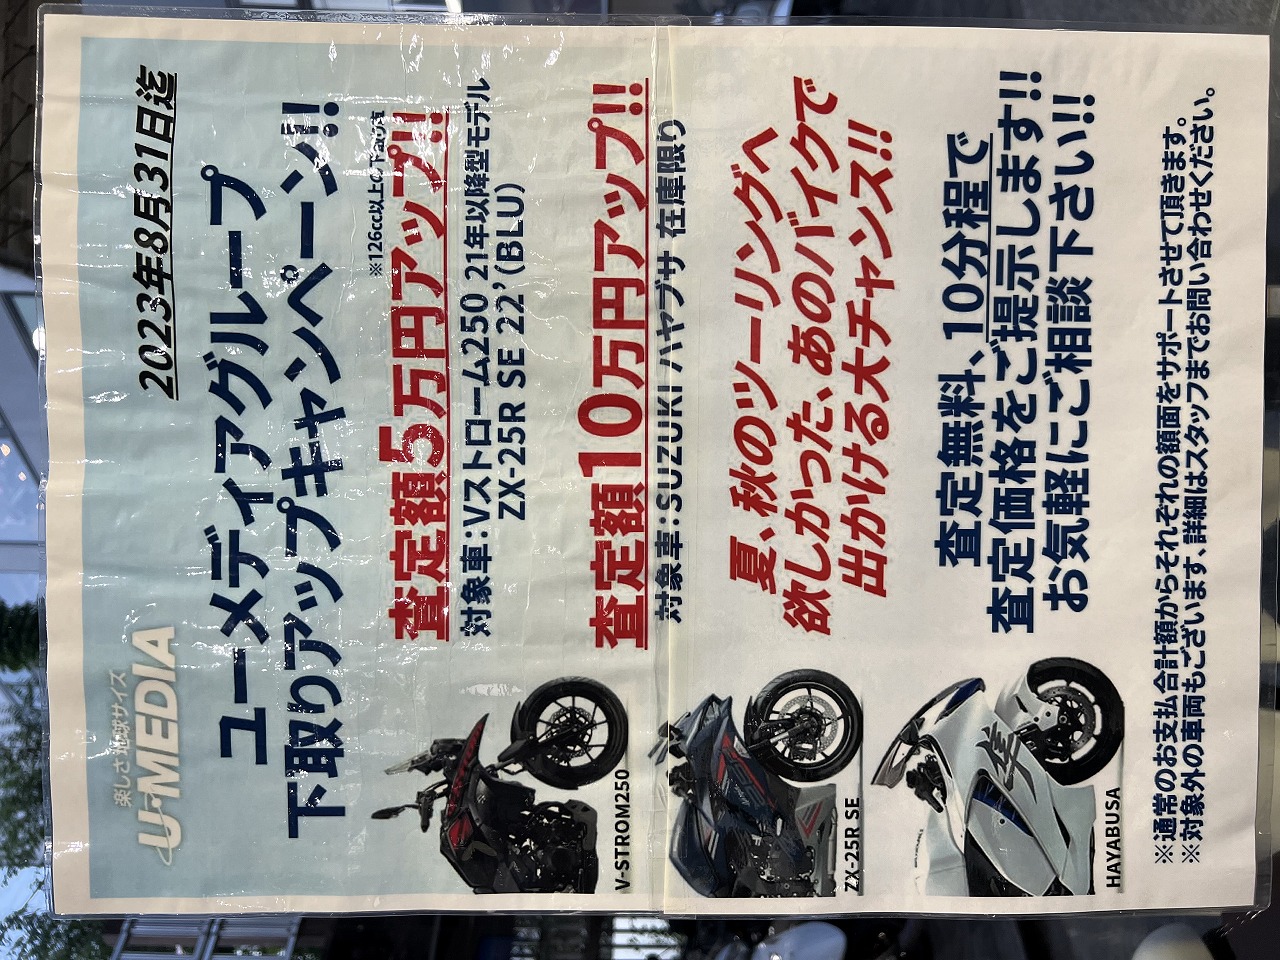 楽しさ地球サイズ
U-MEDIA
2023年8月31日迄
ユーメディアグループ
下取りアップキャンペーン!!
※126cc以上の下取り車
査定額5万円アップ!!
対象車：Vストローム250 21年以降型モデル
ZX-25R SE 22’(BLU)
査定額10万円アップ!!
対象車：SUZUKI ハヤブサ 在庫限り
夏、秋のツーリングへ
欲しかった、あのバイクで
出かける大チャンス!!
査定無料、10分程で
査定価格をご提示します!!
お気軽にご相談下さい!!
V-STROM250
ZX-25R SE
隼
HAYABUSA
※通常のお支払合計額からそれぞれの額面をサポートさせて頂きます。
※対象外の車両もございます、詳細はスタッフまでお問い合わせください。